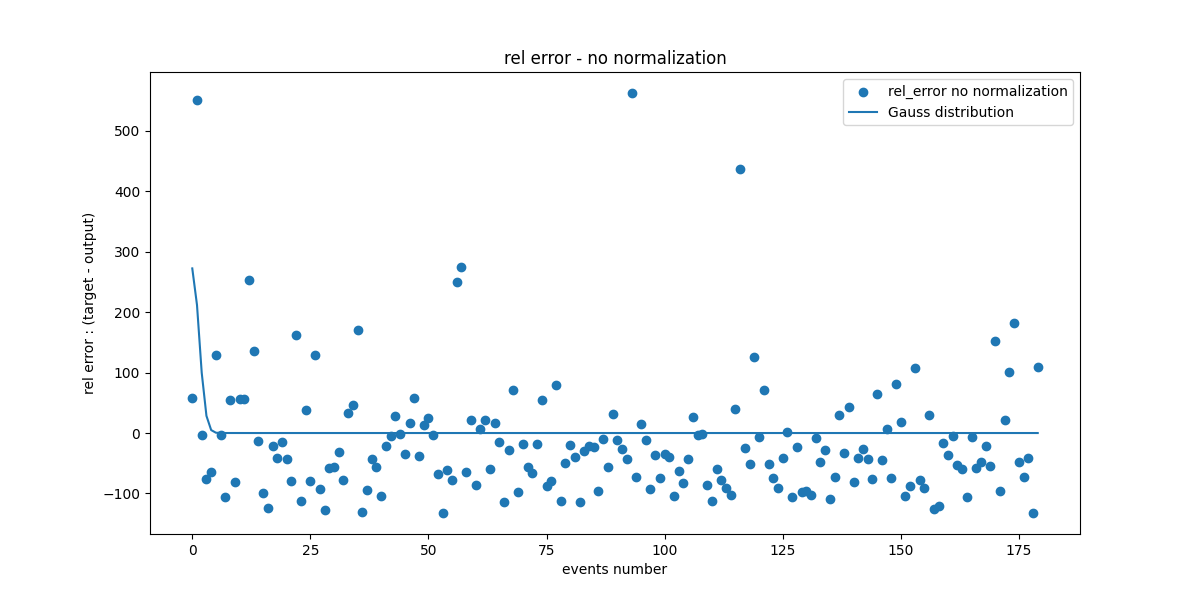 rel error - no normalization
rel_error no normalization
Gauss distribution
500
400
300
200
100
0
−100
rel error : (target - output)
0 25 50 75 100 125 150 175
events number